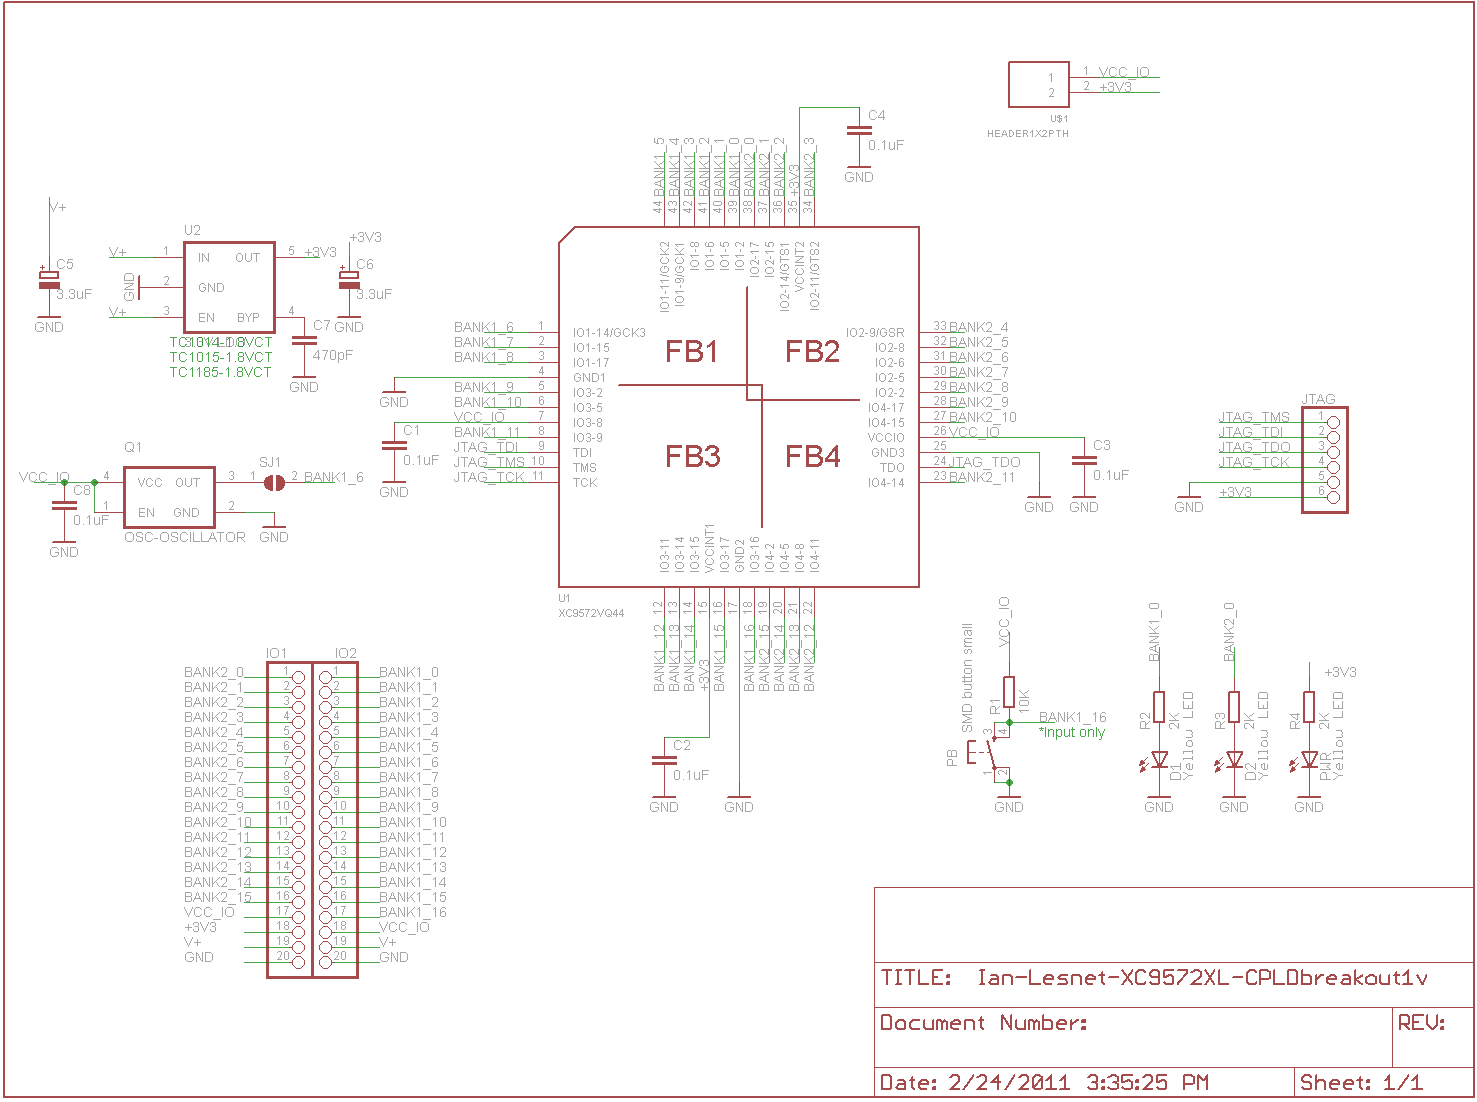 1 VCC_IO
2 +3V3
1
2
U$1
HEADER1X2PTH
C4
0.1uF
GND
44 BANK1_5
43 BANK1_4
42 BANK1_3
41 BANK1_2
40 BANK1_1
39 BANK1_0
38 BANK2_0
37 BANK2_1
36 BANK2_2
35 +3V3
34 BANK2_3
IO1-11/GCK2
IO1-9/GCK1
IO1-8
IO1-6
IO1-5
IO1-2
IO2-17
IO2-15
IO2-14/GTS1
VCCINT2
IO2-11/GTS2
V+
C5
3.3uF
GND
U2
V+ 1 IN OUT 5 +3V3
GND 2 GND
V+ 3 EN BYP 4
TC1014-1.8VCT
TC1015-1.8VCT
TC1185-1.8VCT
+3V3
C6
3.3uF
GND
C7
470pF
GND
BANK1_6 1 IO1-14/GCK3
BANK1_7 2 IO1-15
BANK1_8 3 IO1-17
4 GND1
BANK1_9 5 IO3-2
BANK1_10 6 IO3-5
VCC_IO 7 IO3-8
BANK1_11 8 IO3-9
JTAG_TDI 9 TDI
JTAG_TMS 10 TMS
JTAG_TCK 11 TCK
GND
C1
0.1uF
GND
FB1 FB2
FB3 FB4
IO2-9/GSR 33 BANK2_4
IO2-8 32 BANK2_5
IO2-6 31 BANK2_6
IO2-5 30 BANK2_7
IO2-2 29 BANK2_8
IO4-17 28 BANK2_9
IO4-15 27 BANK2_10
VCCIO 26 VCC_IO
GND3 25
TDO 24 JTAG_TDO
IO4-14 23 BANK2_11
C3
0.1uF
GND GND
JTAG
JTAG_TMS 1
JTAG_TDI 2
JTAG_TDO 3
JTAG_TCK 4
5
+3V3 6
GND
Q1
VCC_IO 4 VCC OUT 3
1 EN GND 2
OSC-OSCILLATOR
SJ1
1 2 BANK1_6
C8
0.1uF
GND
GND
IO3-11
IO3-14
IO3-15
VCCINT1
IO3-17
GND2
IO3-16
IO4-2
IO4-5
IO4-8
IO4-11
U1
XC9572VQ44
12 BANK1_12
13 BANK1_13
14 BANK1_14
15 +3V3
16 BANK1_15
17
18 BANK1_16
19 BANK2_15
20 BANK2_14
21 BANK2_13
22 BANK2_12
C2
0.1uF
GND GND
IO1 IO2
BANK2_0 1 1 BANK1_0
BANK2_1 2 2 BANK1_1
BANK2_2 3 3 BANK1_2
BANK2_3 4 4 BANK1_3
BANK2_4 5 5 BANK1_4
BANK2_5 6 6 BANK1_5
BANK2_6 7 7 BANK1_6
BANK2_7 8 8 BANK1_7
BANK2_8 9 9 BANK1_8
BANK2_9 10 10 BANK1_9
BANK2_10 11 11 BANK1_10
BANK2_11 12 12 BANK1_11
BANK2_12 13 13 BANK1_12
BANK2_13 14 14 BANK1_13
BANK2_14 15 15 BANK1_14
BANK2_15 16 16 BANK1_15
VCC_IO 17 17 BANK1_16
+3V3 18 18 VCC_IO
V+ 19 19 V+
GND 20 20 GND
VCC_IO
SMD button small
PB
R1
10K
3 4
1 2
BANK1_16
*Input only
GND
BANK1_0
R2
2K
D1
Yellow LED
GND
BANK2_0
R3
2K
D2
Yellow LED
GND
+3V3
R4
2K
PWR
Yellow LED
GND
TITLE: Ian-Lesnet-XC9572XL-CPLDbreakout1v
Document Number: REV:
Date: 2/24/2011 3:35:25 PM Sheet: 1/1